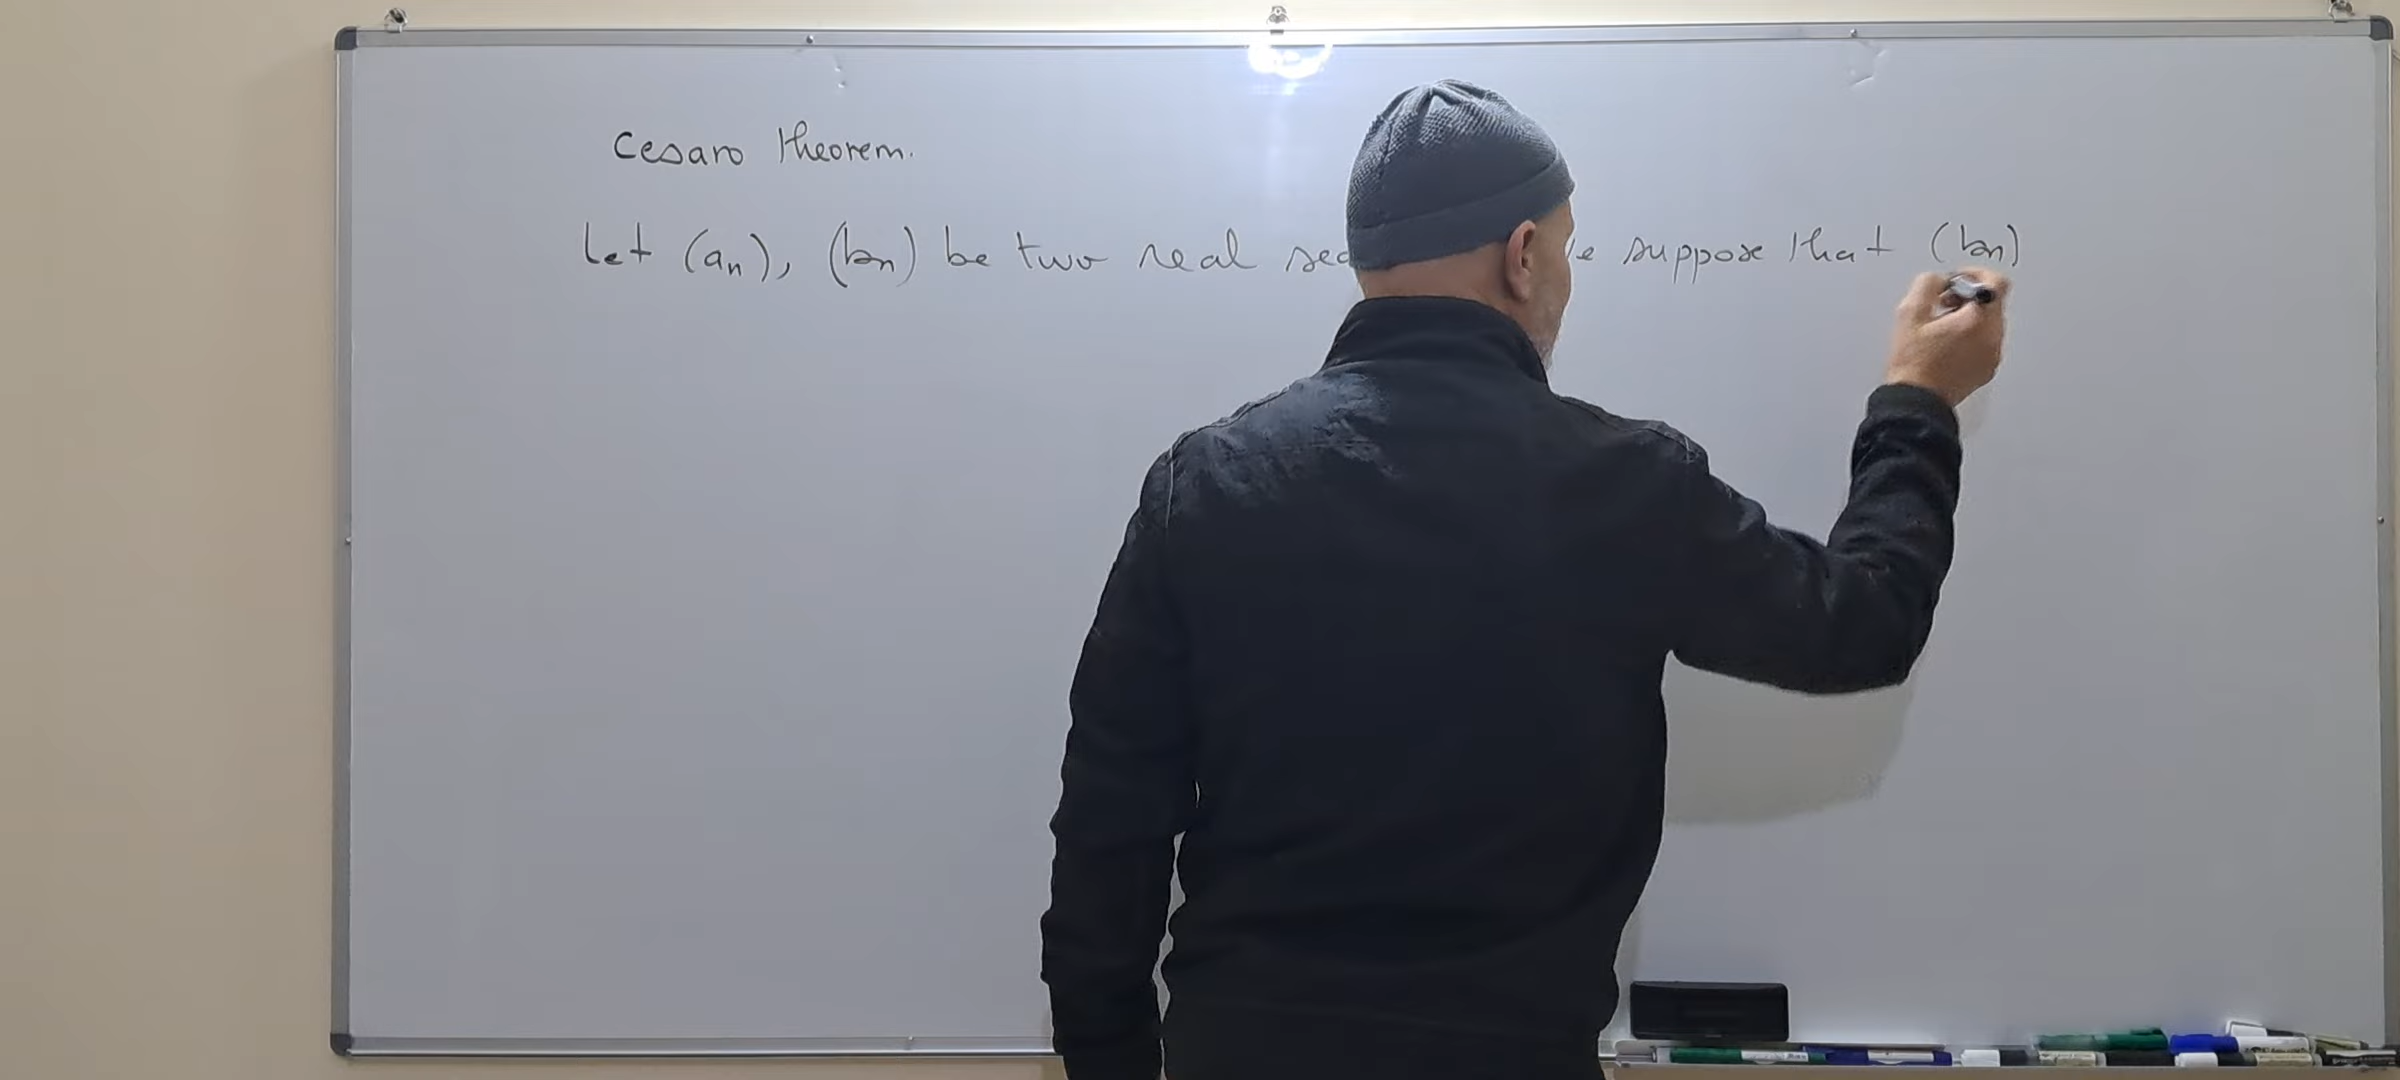 Cesaro theorem.
Let (an), (bn) be two real suppose that (bn)